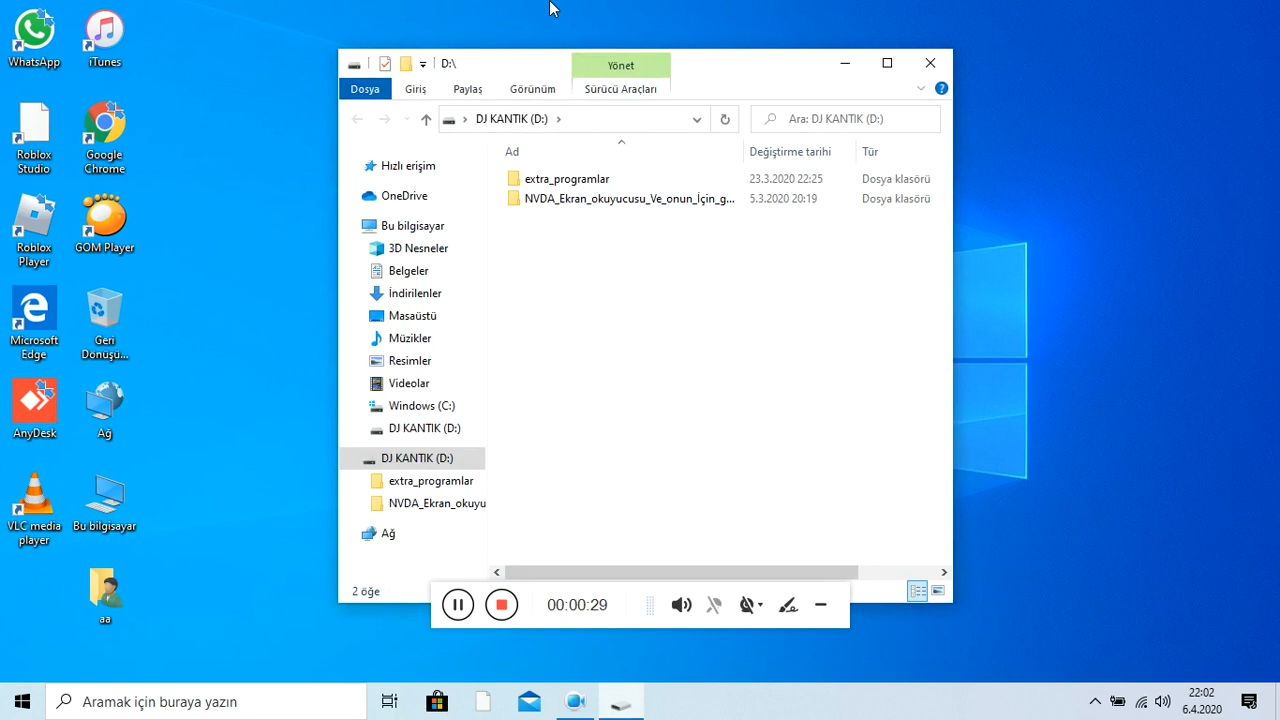 WhatsApp
iTunes
Roblox
Studio
Google
Chrome
Roblox
Player
GOM Player
Microsoft
Edge
Geri
Dönüşü...
AnyDesk
Ağ
VLC media
player
Bu bilgisayar
aa
D:\
Yönet
Dosya
Giriş
Paylaş
Görünüm
Sürücü Araçları
DJ KANTIK (D:)
Ara: DJ KANTIK (D:)
Ad
Değiştirme tarihi
Tür
extra_programlar
23.3.2020 22:25
Dosya klasörü
NVDA_Ekran_okuyucusu_Ve_onun_İçin_g...
5.3.2020 20:19
Dosya klasörü
Hızlı erişim
OneDrive
Bu bilgisayar
3D Nesneler
Belgeler
İndirilenler
Masaüstü
Müzikler
Resimler
Videolar
Windows (C:)
DJ KANTIK (D:)
DJ KANTIK (D:)
extra_programlar
NVDA_Ekran_okuyu
Ağ
2 öğe
00:00:29
Aramak için buraya yazın
22:02
6.4.2020